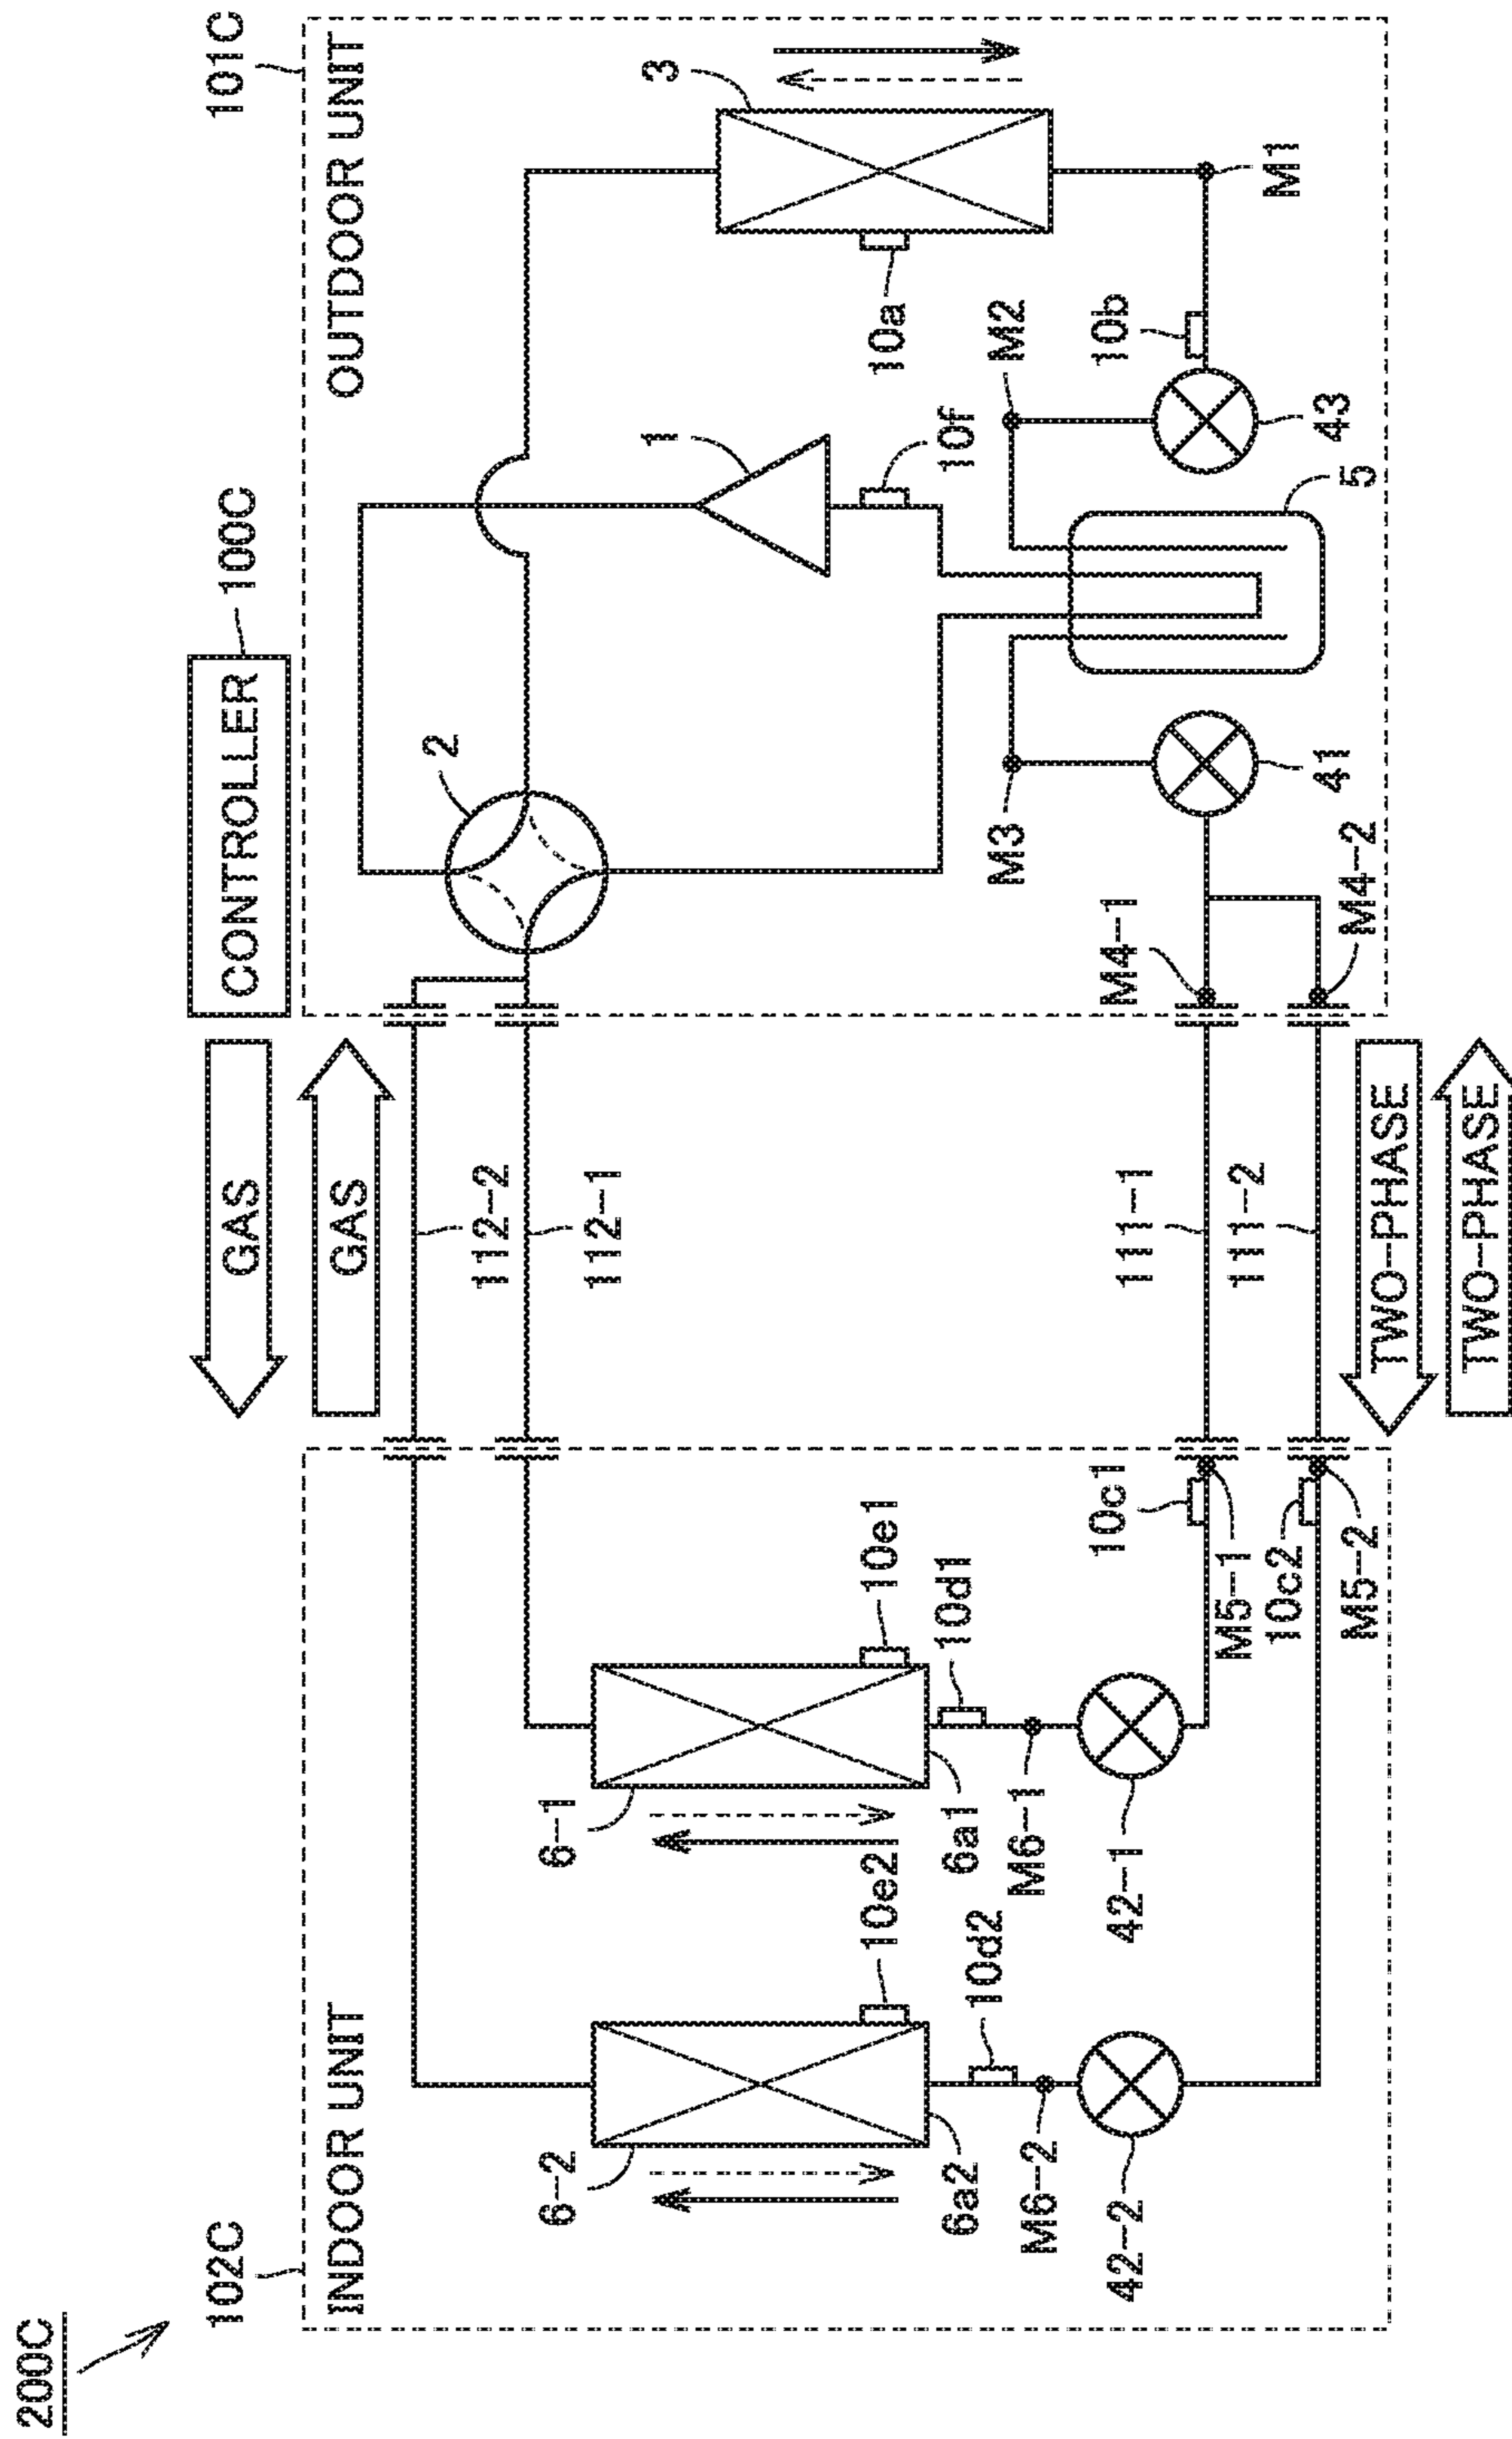 200C
102C
INDOOR UNIT
6-2
6-1
10e2
10e1
6a2
6a1
10d2
10d1
M6-2
M6-1
42-2
42-1
10c1
M5-1
10c2
M5-2
GAS
GAS
112-2
112-1
111-1
111-2
TWO-PHASE
TWO-PHASE
CONTROLLER
100C
101C
OUTDOOR UNIT
2
1
3
10a
10f
10b
M1
M2
M3
43
5
41
M4-1
M4-2